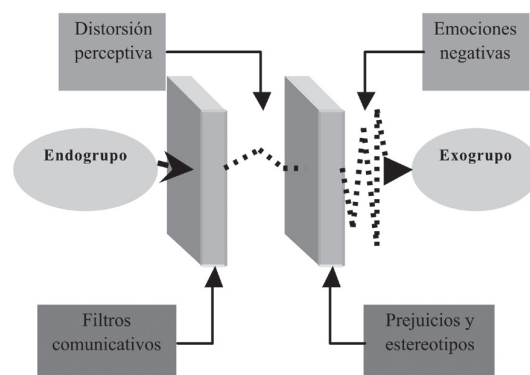 Distorsión
perceptiva
Emociones
negativas
Endogrupo
Exogrupo
Filtros
comunicativos
Prejuicios y
estereotipos